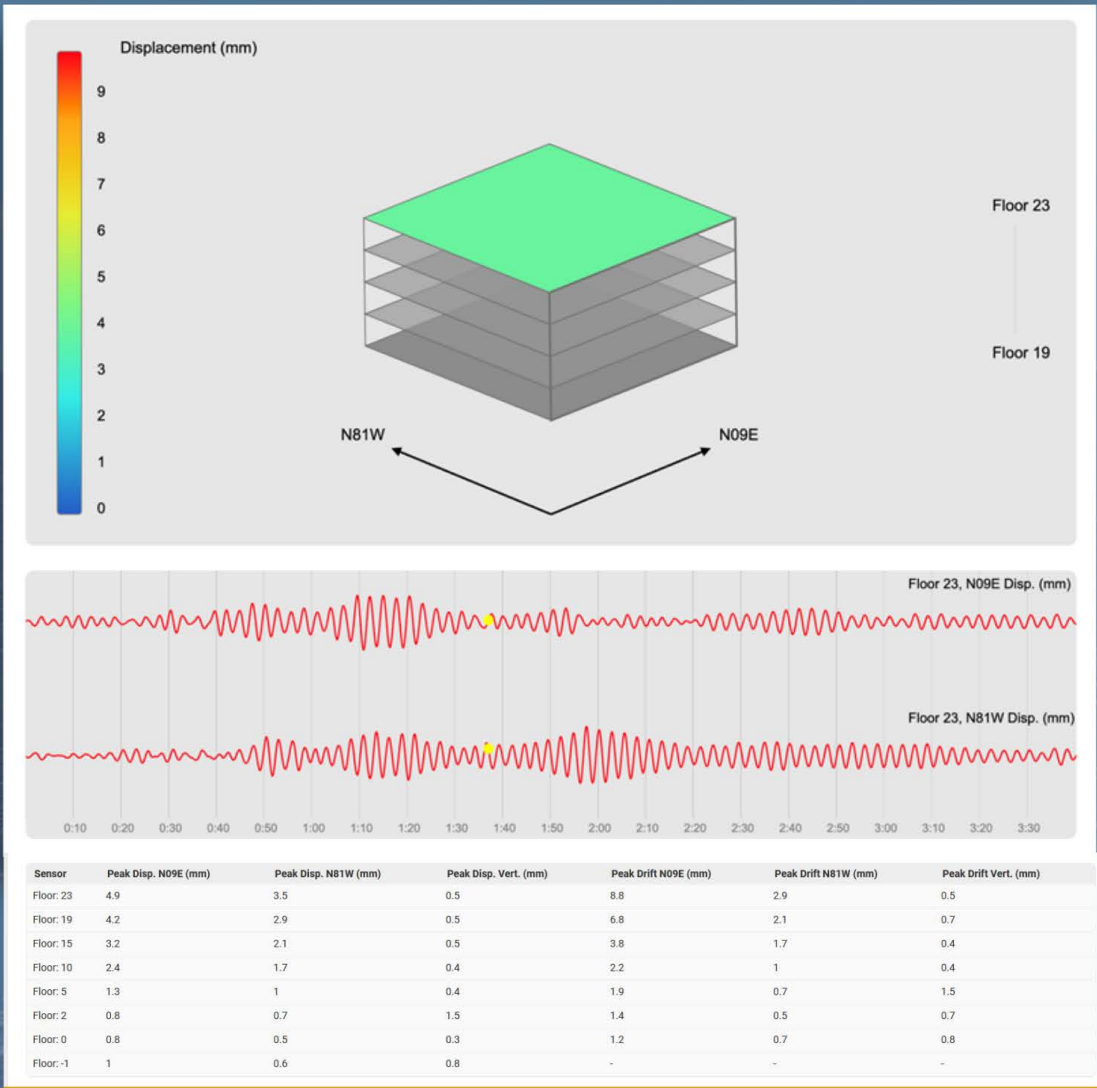 Displacement (mm)
9
8
7
6
5
4
3
2
1
0
Floor 23
Floor 19
N81W
N09E
Floor 23, N09E Disp. (mm)
Floor 23, N81W Disp. (mm)
0:10 0:20 0:30 0:40 0:50 1:00 1:10 1:20 1:30 1:40 1:50 2:00 2:10 2:20 2:30 2:40 2:50 3:00 3:10 3:20 3:30
Sensor Peak Disp. N09E (mm) Peak Disp. N81W (mm) Peak Disp. Vert. (mm) Peak Drift N09E (mm) Peak Drift N81W (mm) Peak Drift Vert. (mm)
Floor: 23 4.9 3.5 0.5 8.8 2.9 0.5
Floor: 19 4.2 2.9 0.5 6.8 2.1 0.7
Floor: 15 3.2 2.1 0.5 3.8 1.7 0.4
Floor: 10 2.4 1.7 0.4 2.2 1 0.4
Floor: 5 1.3 1 0.4 1.9 0.7 1.5
Floor: 2 0.8 0.7 1.5 1.4 0.5 0.7
Floor: 0 0.8 0.5 0.3 1.2 0.7 0.8
Floor: -1 1 0.6 0.8 - - -